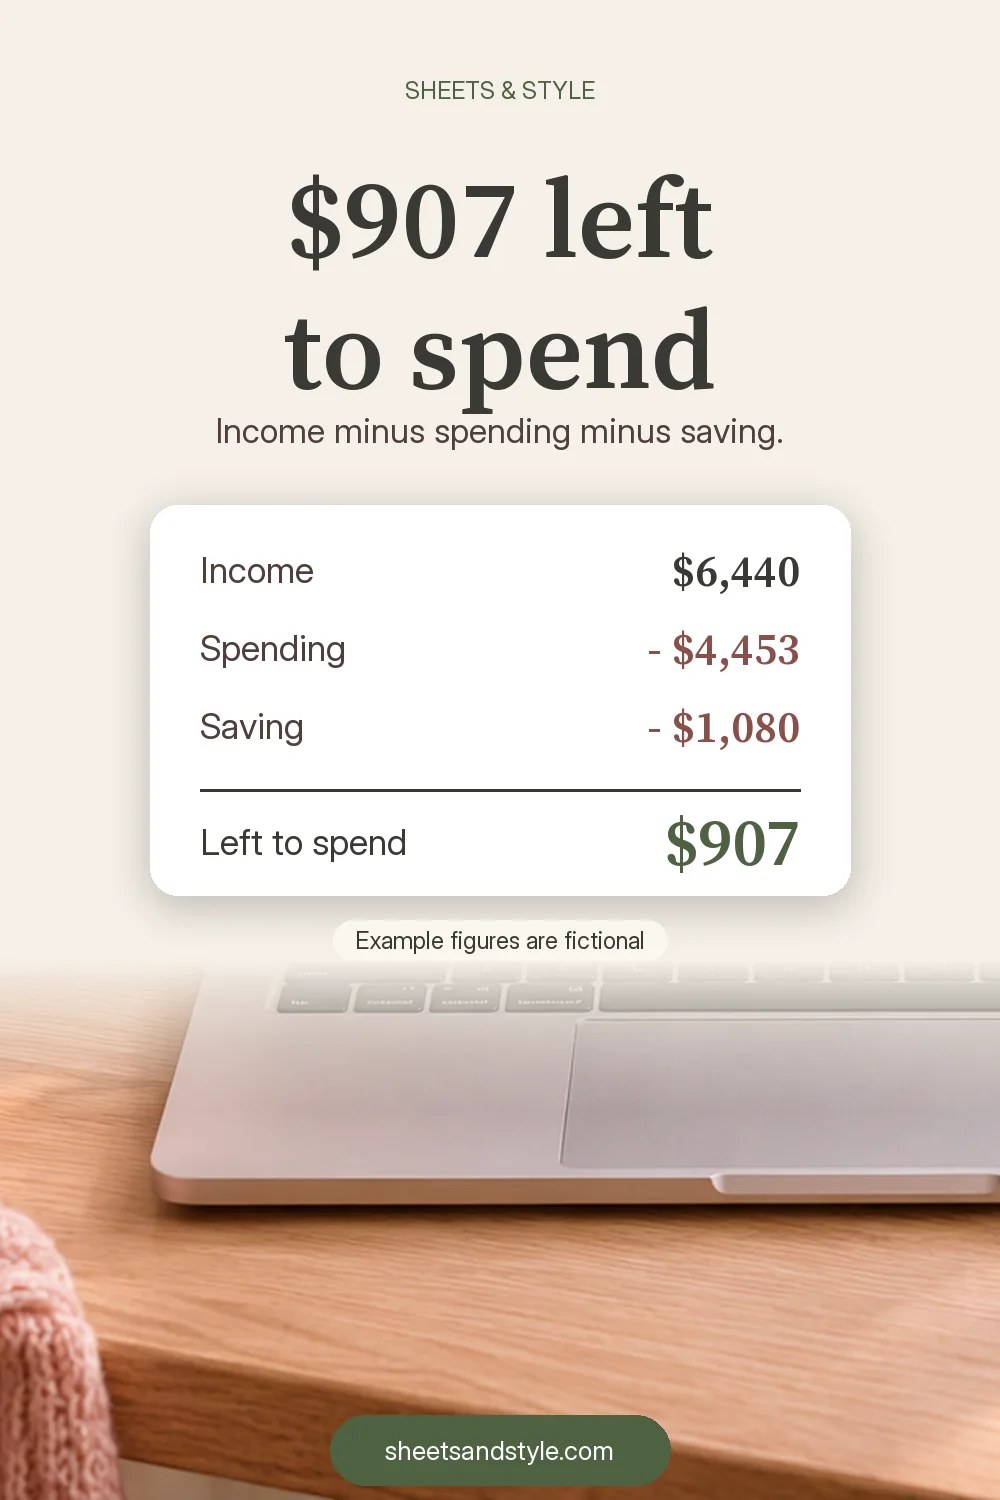 SHEETS & STYLE
$907 left
to spend
Income minus spending minus saving.
Income $6,440
Spending - $4,453
Saving - $1,080
Left to spend $907
Example figures are fictional
sheetsandstyle.com